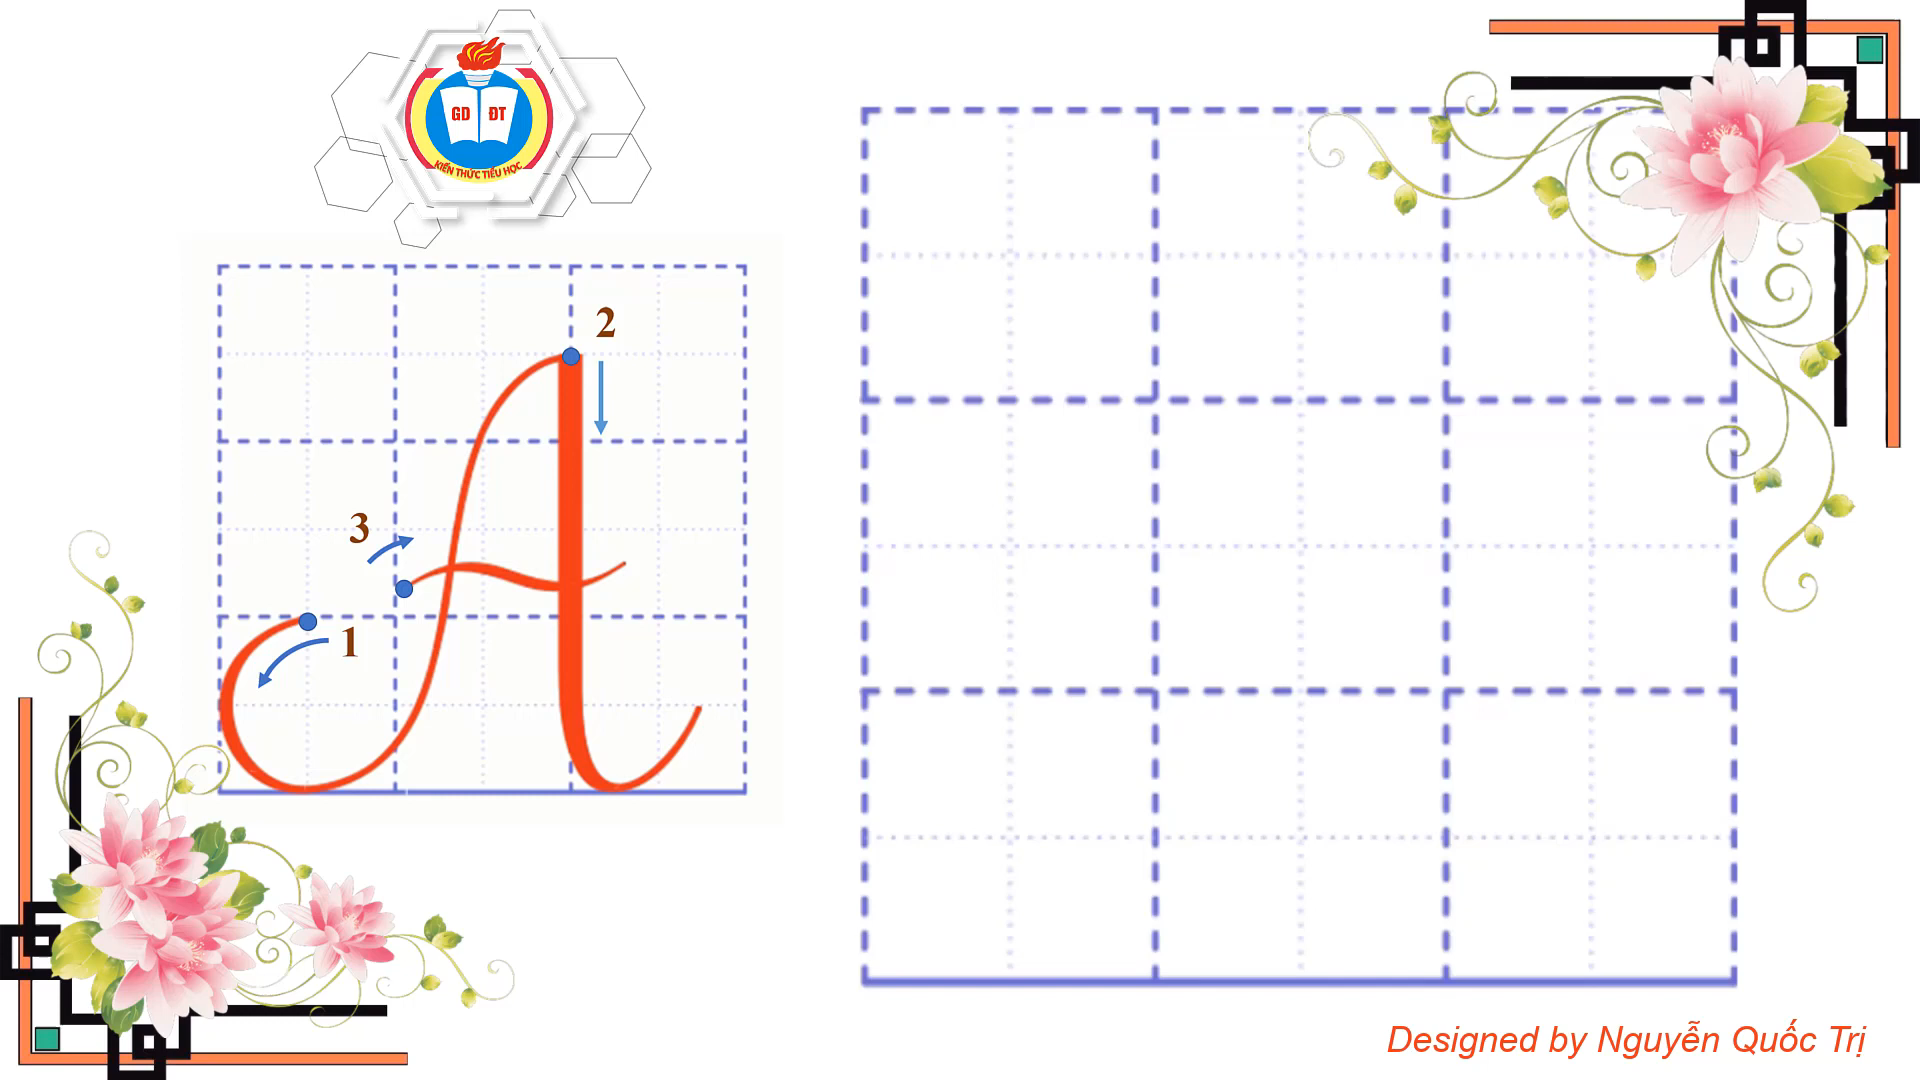 GD ĐT
KIẾN THỨC TIỂU HỌC
2
3
1
A
Designed by Nguyễn Quốc Trị